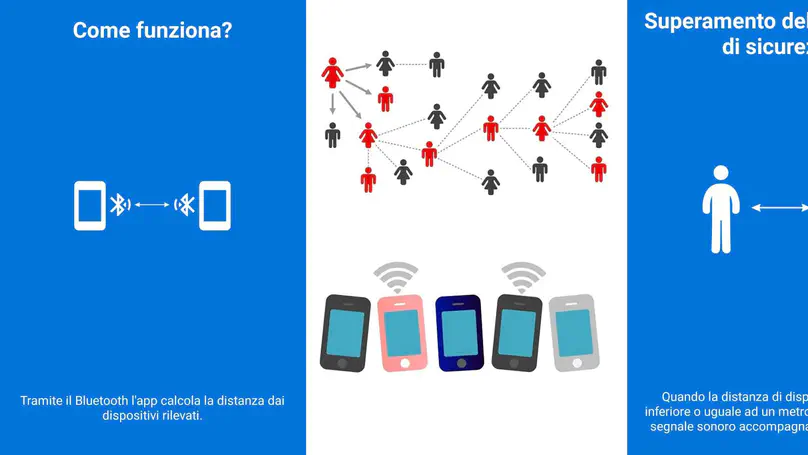 Come funziona?
Tramite il Bluetooth l'app calcola la distanza dai
dispositivi rilevati.
Superamento del
di sicure
Quando la distanza di disp
inferiore o uguale ad un metro
segnale sonoro accompagna